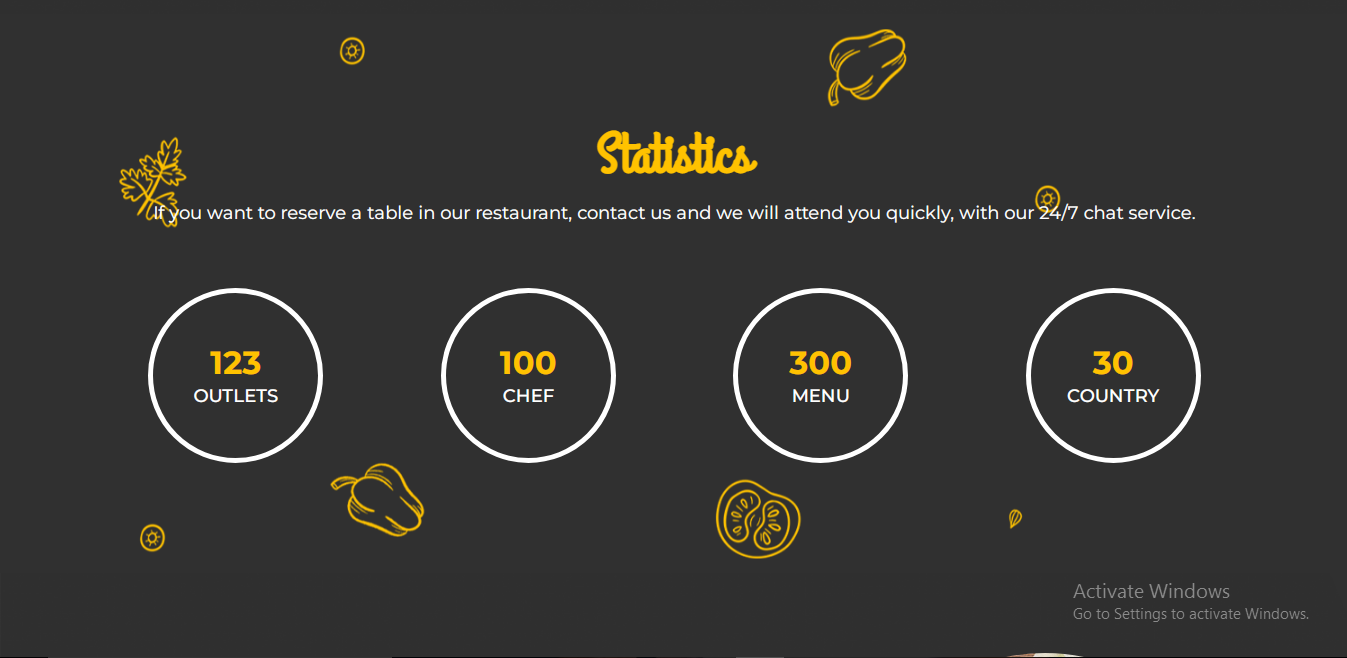 Statistics
If you want to reserve a table in our restaurant, contact us and we will attend you quickly, with our 24/7 chat service.
123
OUTLETS
100
CHEF
300
MENU
30
COUNTRY
Activate Windows
Go to Settings to activate Windows.